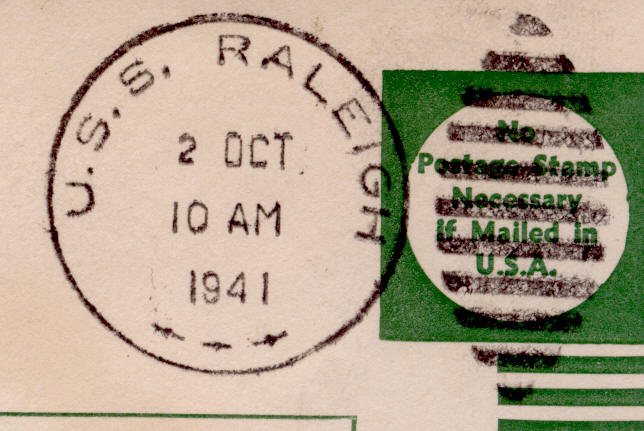 U.S.S. RALEIGH
2 OCT
10 AM
1941
No
Postage Stamp
Necessary
if Mailed in
U.S.A.